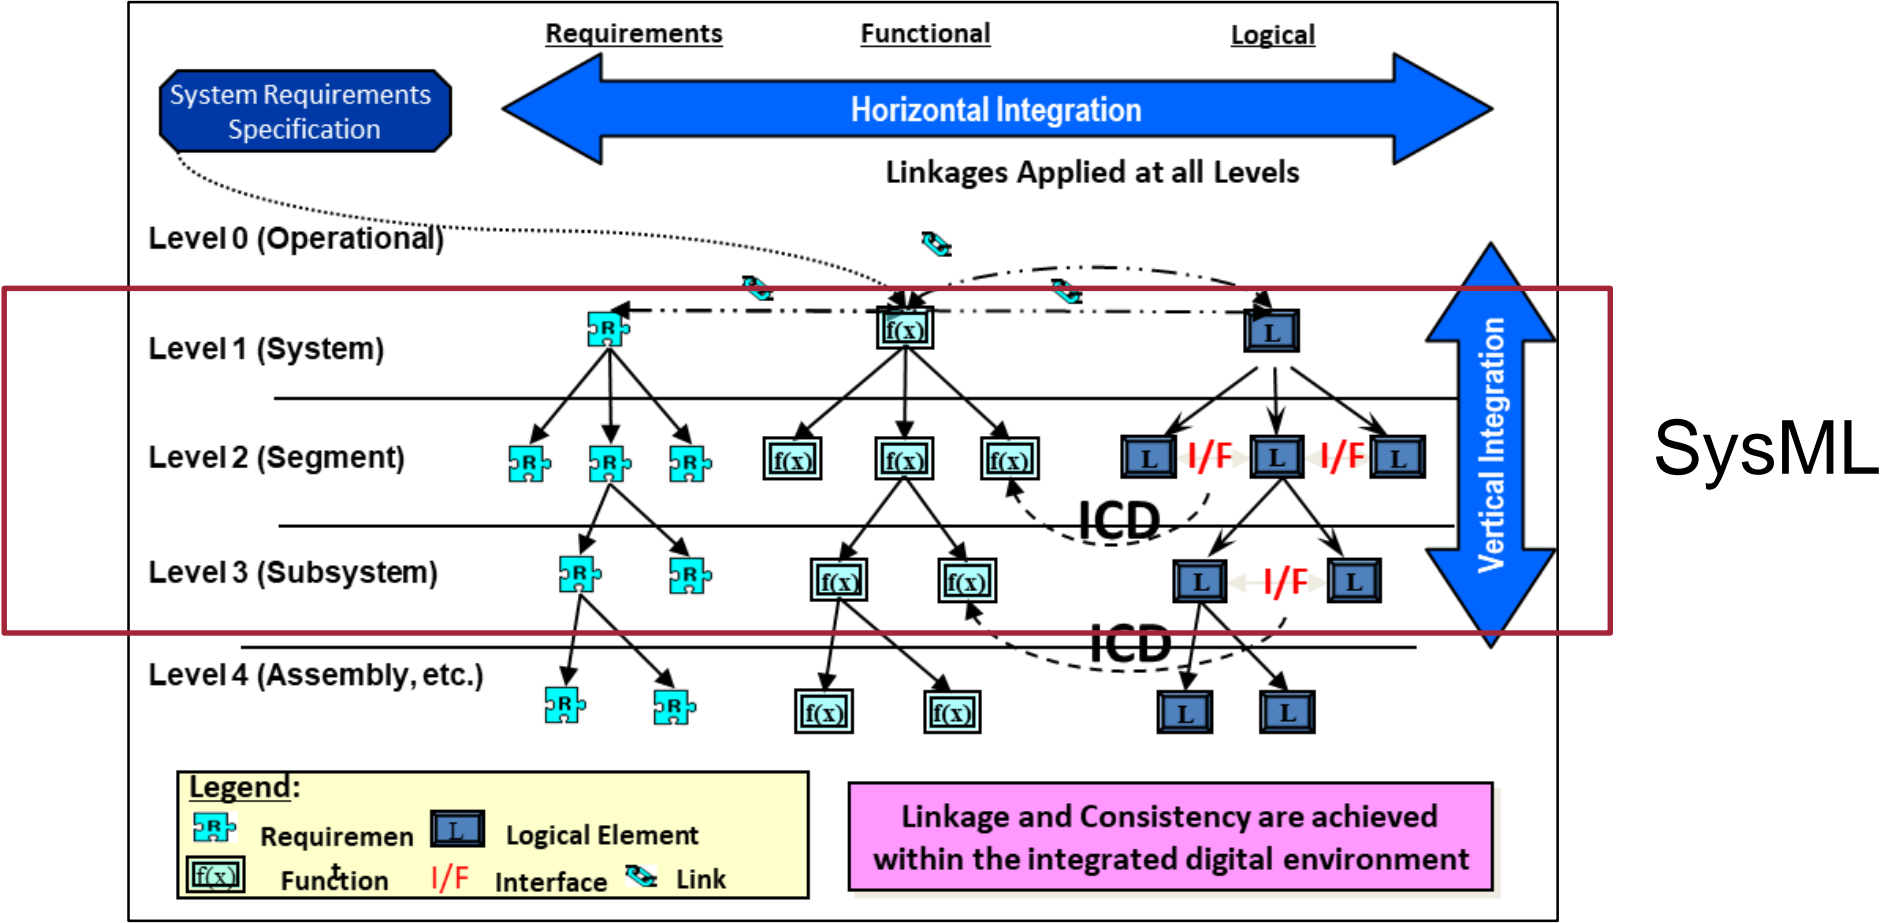 Requirements Functional Logical
System Requirements
Specification
Horizontal Integration
Linkages Applied at all Levels
Level 0 (Operational)
R f(x) L
Level 1 (System)
R R R f(x) f(x) f(x) L I/F L I/F L
Level 2 (Segment)
ICD
R R f(x) f(x) L I/F L
Level 3 (Subsystem)
ICD
Level 4 (Assembly, etc.)
R R f(x) f(x) L L
Vertical Integration
SysML
Legend:
R Requiremen L Logical Element
t
f(x) Function I/F Interface Link
Linkage and Consistency are achieved
within the integrated digital environment